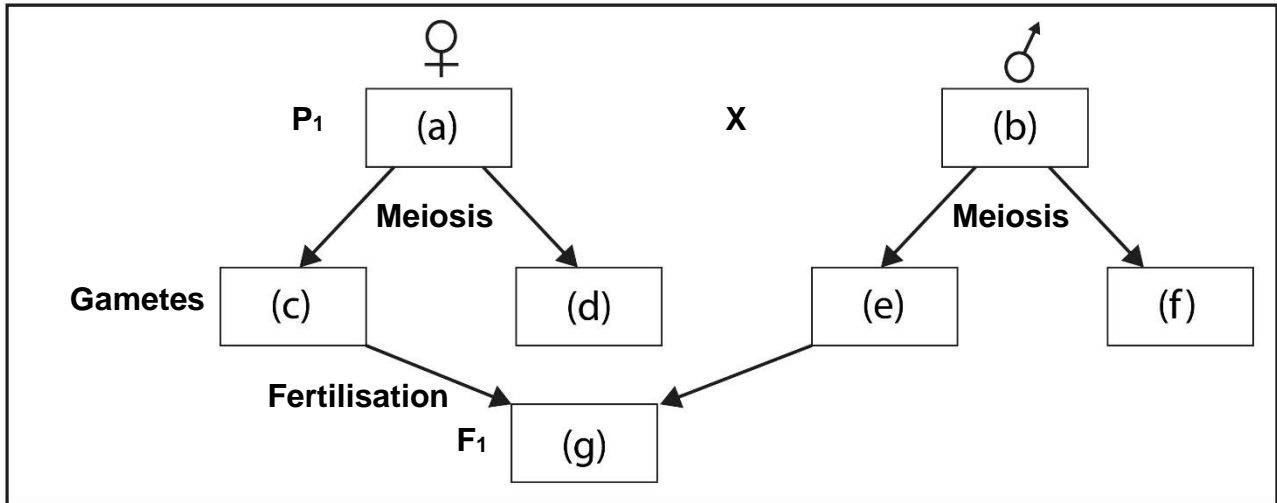 ♀ ♂
P₁ (a) X (b)
Meiosis Meiosis
Gametes (c) (d) (e) (f)
Fertilisation
F₁ (g)